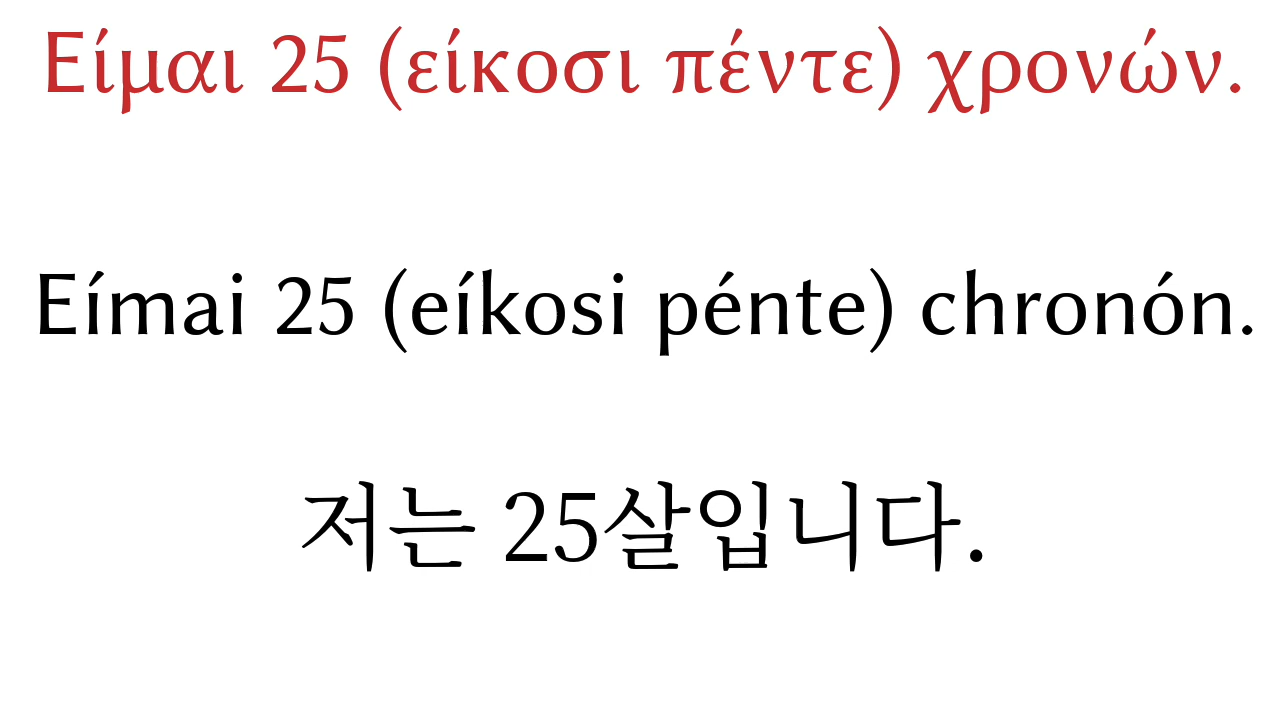 Είμαι 25 (είκοσι πέντε) χρονών.
Eímai 25 (eíkosi pénte) chronón.
저는 25살입니다.